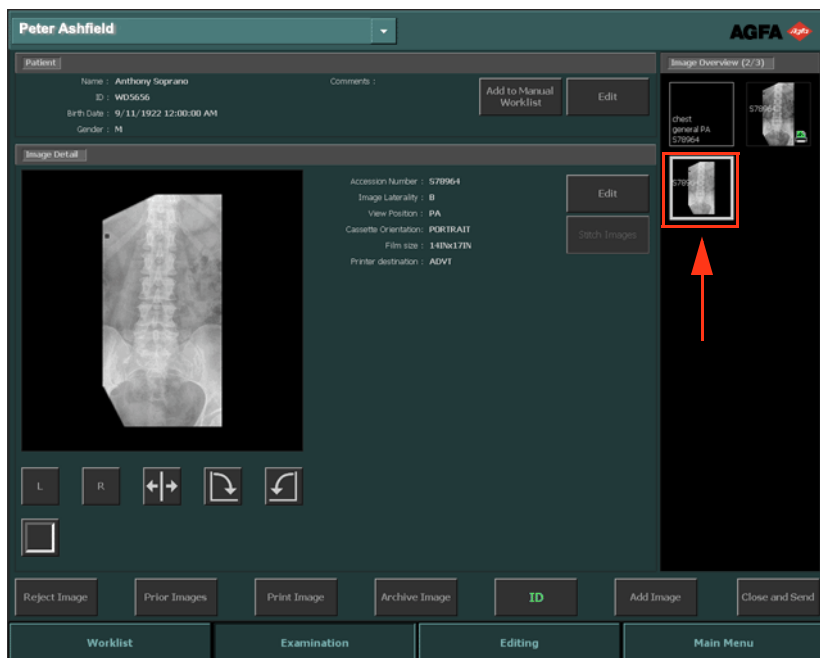 Peter Ashfield
AGFA
Patient
Name : Anthony Soprano
ID : WD5656
Birth Date : 9/11/1922 12:00:00 AM
Gender : M
Comments :
Add to Manual
Worklist
Edit
Image Detail
Accession Number : S78964
Image Laterality : B
View Position : PA
Cassette Orientation: PORTRAIT
Film size : 14INx17IN
Printer destination : ADVT
Edit
Stitch Images
L
R
Image Overview (2/3)
chest
general PA
S78964
Reject Image
Prior Images
Print Image
Archive Image
ID
Add Image
Close and Send
Worklist
Examination
Editing
Main Menu